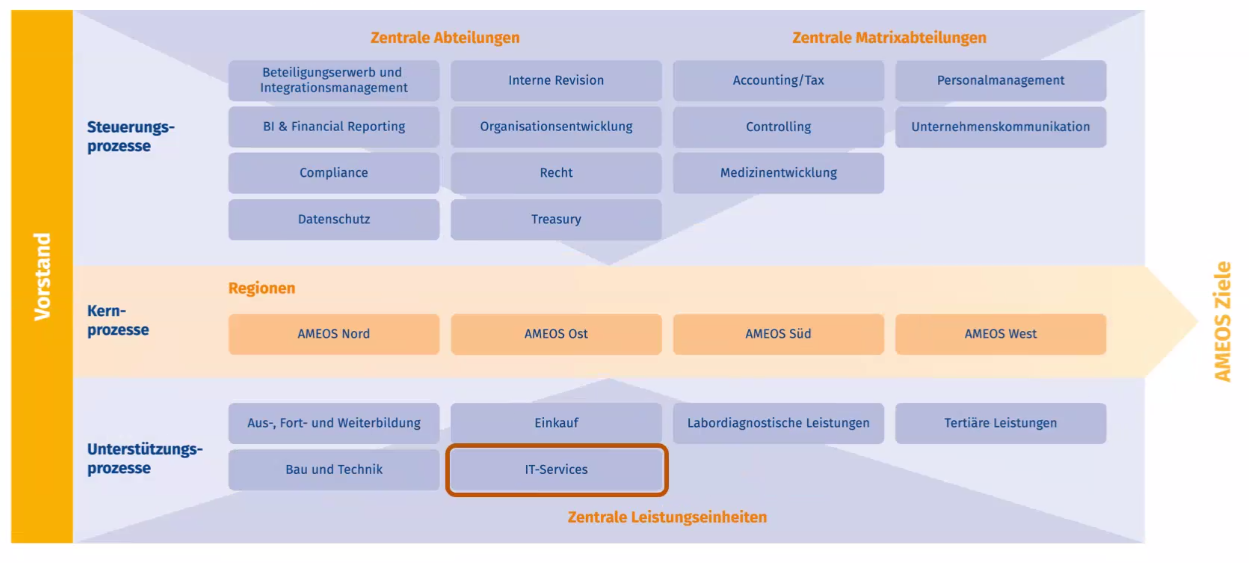 Zentrale Abteilungen
Zentrale Matrixabteilungen
Beteiligungserwerb und
Integrationsmanagement
Interne Revision
Accounting/Tax
Personalmanagement
Steuerungs-
prozesse
BI & Financial Reporting
Organisationsentwicklung
Controlling
Unternehmenskommunikation
Compliance
Recht
Medizinentwicklung
Datenschutz
Treasury
Vorstand
Kern-
prozesse
Regionen
AMEOS Nord
AMEOS Ost
AMEOS Süd
AMEOS West
AMEOS Ziele
Unterstützungs-
prozesse
Aus-, Fort- und Weiterbildung
Einkauf
Labordiagnostische Leistungen
Tertiäre Leistungen
Bau und Technik
IT-Services
Zentrale Leistungseinheiten